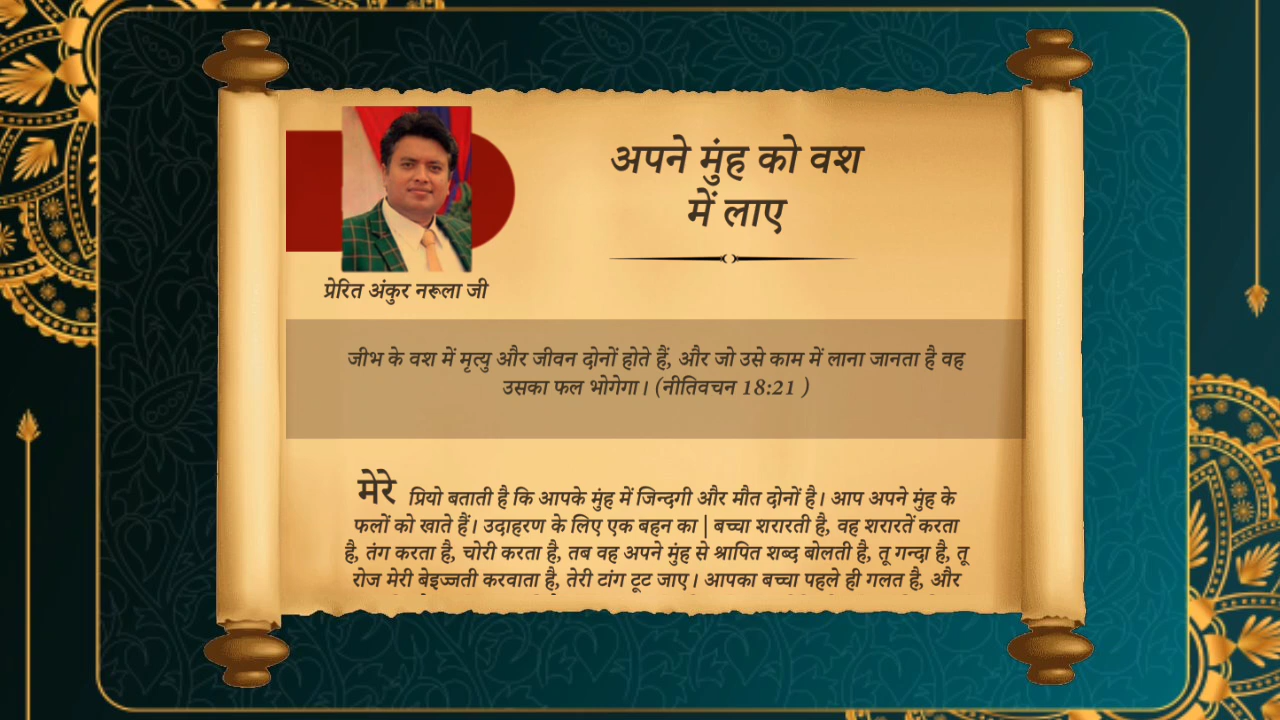 अपने मुंह को वश
में लाए
प्रेरित अंकुर नरूला जी
जीभ के वश में मृत्यु और जीवन दोनों होते हैं, और जो उसे काम में लाना जानता है वह
उसका फल भोगेगा। (नीतिवचन 18:21 )
मेरे प्रियो बताती है कि आपके मुंह में जिन्दगी और मौत दोनों है। आप अपने मुंह के
फलों को खाते हैं। उदाहरण के लिए एक बहन का | बच्चा शरारती है, वह शरारतें करता
है, तंग करता है, चोरी करता है, तब वह अपने मुंह से श्रापित शब्द बोलती है, तू गन्दा है, तू
रोज मेरी बेइज्जती करवाता है, तेरी टांग टूट जाए। आपका बच्चा पहले ही गलत है, और